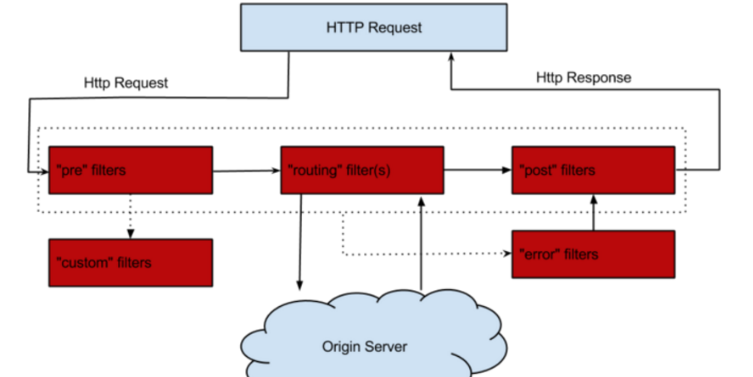 HTTP Request
Http Request
Http Response
"pre" filters
"routing" filter(s)
"post" filters
"custom" filters
"error" filters
Origin Server